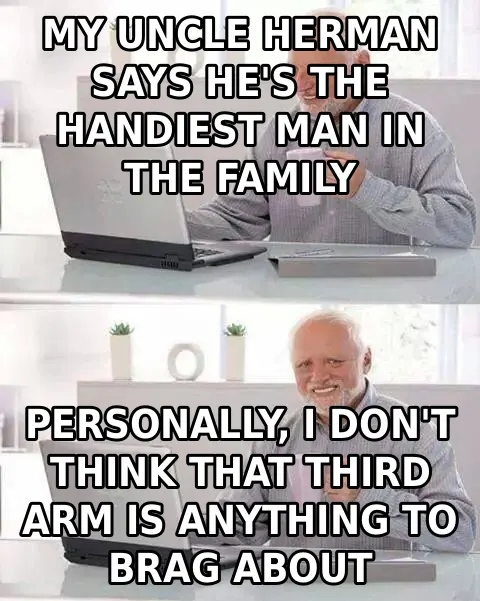 MY UNCLE HERMAN
SAYS HE'S THE
HANDIEST MAN IN
THE FAMILY
PERSONALLY, I DON'T
THINK THAT THIRD
ARM IS ANYTHING TO
BRAG ABOUT